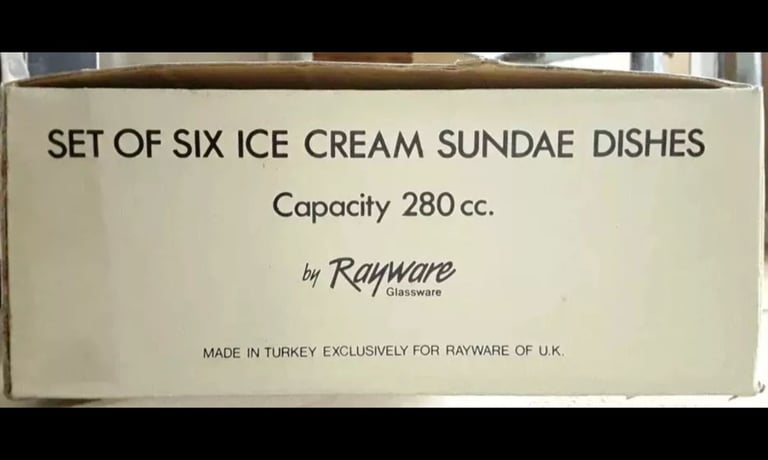 SET OF SIX ICE CREAM SUNDAE DISHES
Capacity 280 cc.
by Rayware
Glassware
MADE IN TURKEY EXCLUSIVELY FOR RAYWARE OF U.K.